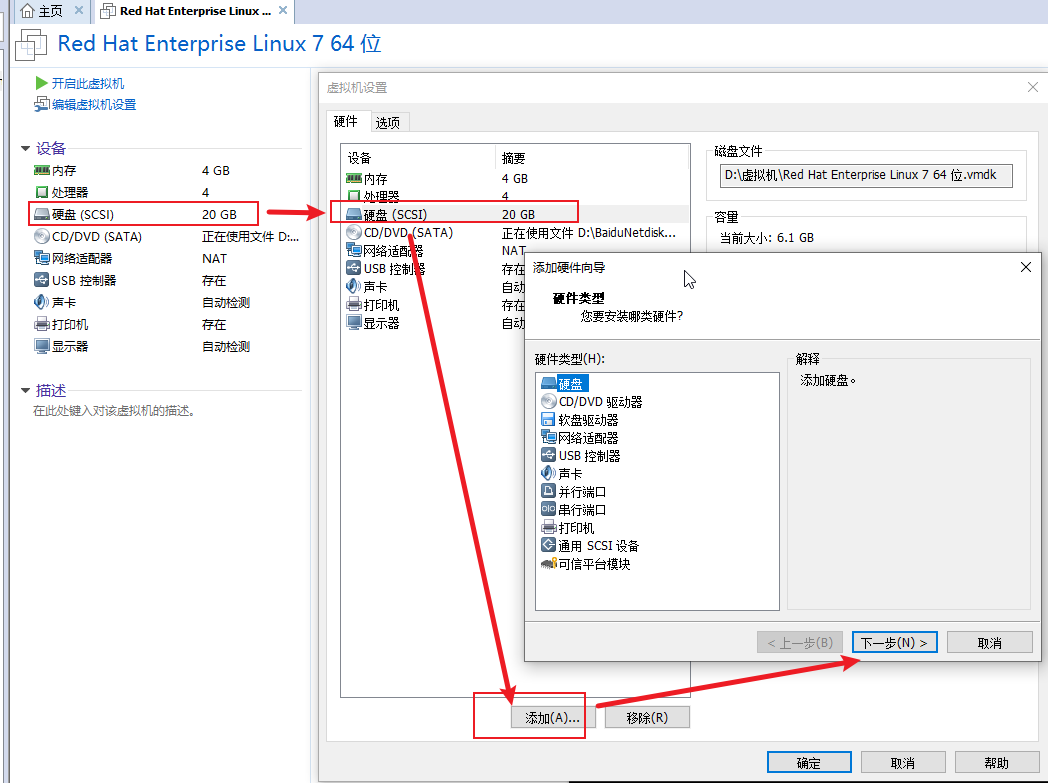 主页
Red Hat Enterprise Linux ...
Red Hat Enterprise Linux 7 64 位
开启此虚拟机
编辑虚拟机设置
设备
内存 4 GB
处理器 4
硬盘 (SCSI) 20 GB
CD/DVD (SATA) 正在使用文件 D:...
网络适配器 NAT
USB 控制器 存在
声卡 自动检测
打印机 存在
显示器 自动检测
描述
在此处键入对该虚拟机的描述。
虚拟机设置
硬件 选项
设备 摘要
内存 4 GB
处理器 4
硬盘 (SCSI) 20 GB
CD/DVD (SATA) 正在使用文件 D:\BaiduNetdisk...
网络适配器 NAT
USB 控制器 存在
声卡 自动
打印机 存在
显示器 自动
磁盘文件
D:\虚拟机\Red Hat Enterprise Linux 7 64 位.vmdk
容量
当前大小: 6.1 GB
添加硬件向导
硬件类型
您要安装哪类硬件?
硬件类型(H):
硬盘
CD/DVD 驱动器
软盘驱动器
网络适配器
USB 控制器
声卡
并行端口
串行端口
打印机
通用 SCSI 设备
可信平台模块
解释
添加硬盘。
< 上一步(B) 下一步(N) > 取消
添加(A)... 移除(R)
确定 取消 帮助